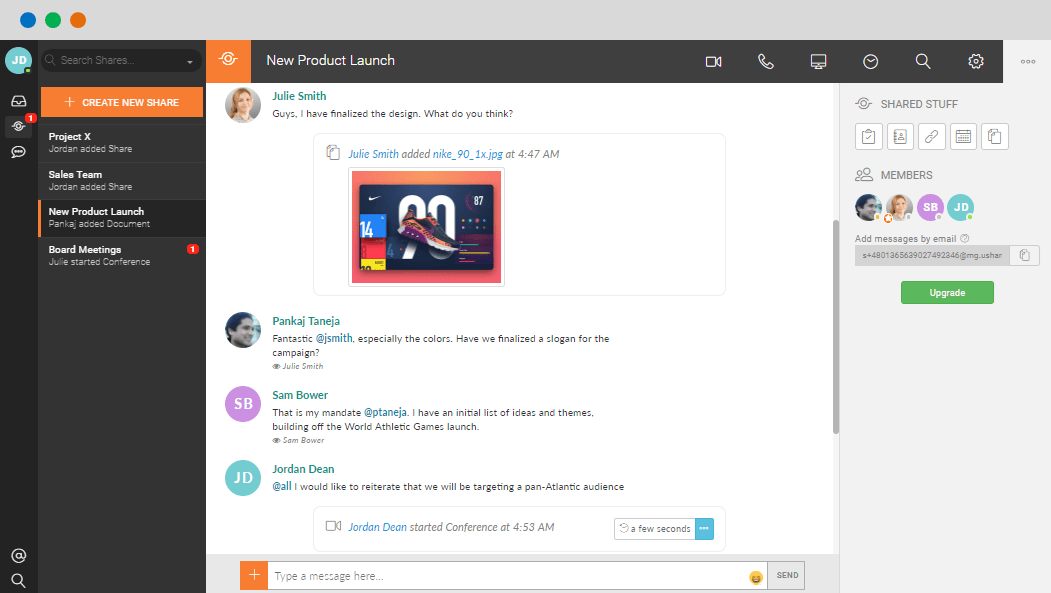 JD
Search Shares...
1
CREATE NEW SHARE
Project X
Jordan added Share
Sales Team
Jordan added Share
New Product Launch
Pankaj added Document
Board Meetings
1
Julie started Conference
New Product Launch
Julie Smith
Guys, I have finalized the design. What do you think?
Julie Smith added nike_90_1x.jpg at 4:47 AM
90
87
14
Pankaj Taneja
Fantastic @jsmith, especially the colors. Have we finalized a slogan for the
campaign?
Julie Smith
SB
Sam Bower
That is my mandate @ptaneja. I have an initial list of ideas and themes,
building off the World Athletic Games launch.
Sam Bower
JD
Jordan Dean
@all I would like to reiterate that we will be targeting a pan-Atlantic audience
Jordan Dean started Conference at 4:53 AM
a few seconds
Type a message here...
SEND
SHARED STUFF
MEMBERS
SB
JD
Add messages by email
s+4801365639027492346@mg.ushar
Upgrade